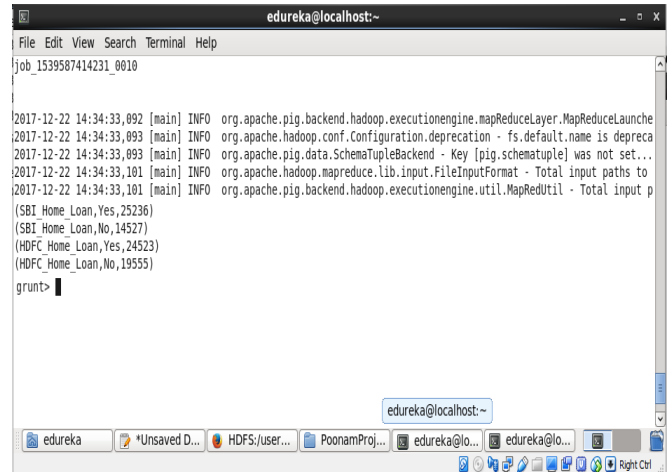 edureka@localhost:~
File Edit View Search Terminal Help
job_1539587414231_0010
2017-12-22 14:34:33,092 [main] INFO org.apache.pig.backend.hadoop.executionengine.mapReduceLayer.MapReduceLaunche
2017-12-22 14:34:33,093 [main] INFO org.apache.hadoop.conf.Configuration.deprecation - fs.default.name is depreca
2017-12-22 14:34:33,093 [main] INFO org.apache.pig.data.SchemaTupleBackend - Key [pig.schematuple] was not set...
2017-12-22 14:34:33,101 [main] INFO org.apache.hadoop.mapreduce.lib.input.FileInputFormat - Total input paths to
2017-12-22 14:34:33,101 [main] INFO org.apache.pig.backend.hadoop.executionengine.util.MapRedUtil - Total input p
(SBI_Home_Loan,Yes,25236)
(SBI_Home_Loan,No,14527)
(HDFC_Home_Loan,Yes,24523)
(HDFC_Home_Loan,No,19555)
grunt>
edureka@localhost:~
edureka *Unsaved D... HDFS:/user... PoonamProj... edureka@lo... edureka@lo...
Right Ctrl